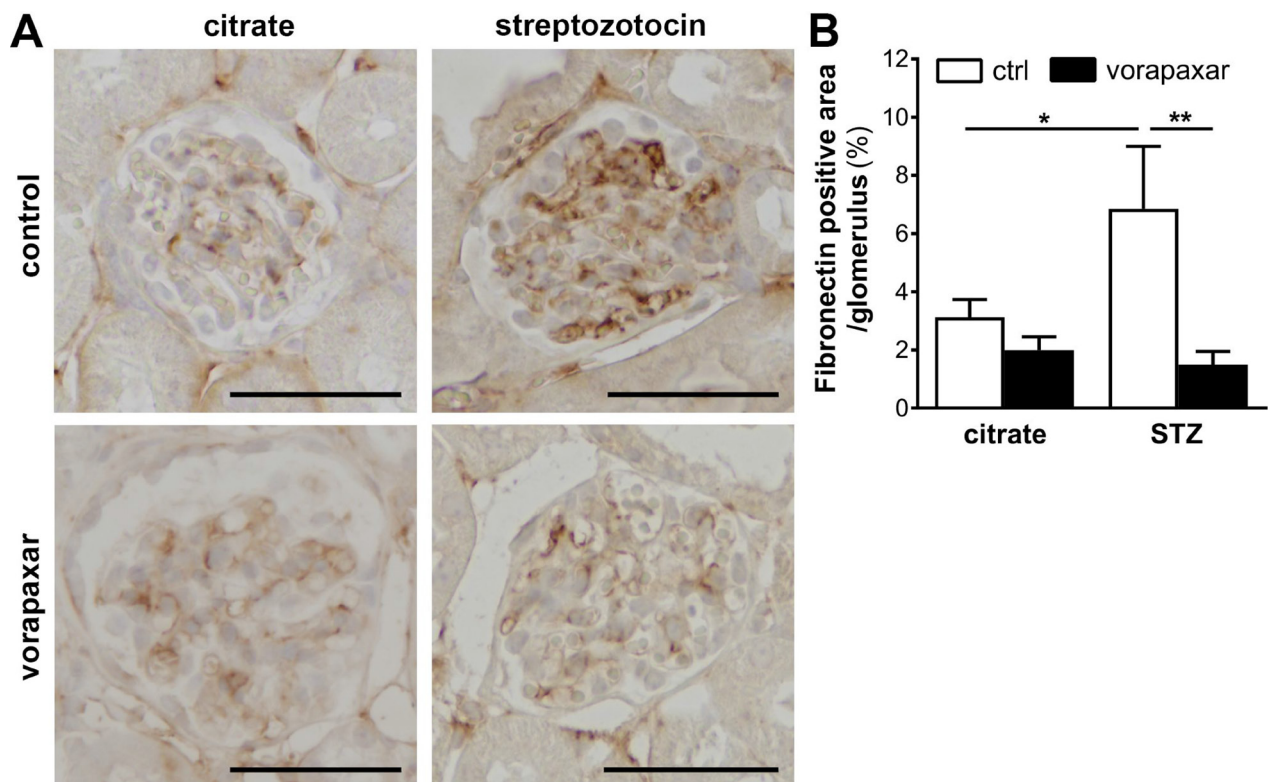 A
citrate
streptozotocin
control
vorapaxar
B
Fibronectin positive area
/glomerulus (%)
12
10
8
6
4
2
0
ctrl
vorapaxar
*
**
citrate
STZ